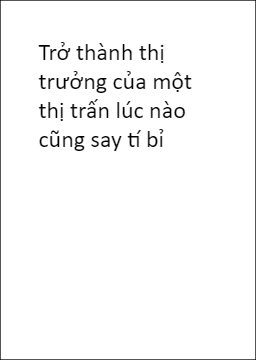 Trở thành thị
trưởng của một
thị trấn lúc nào
cũng say tí bỉ